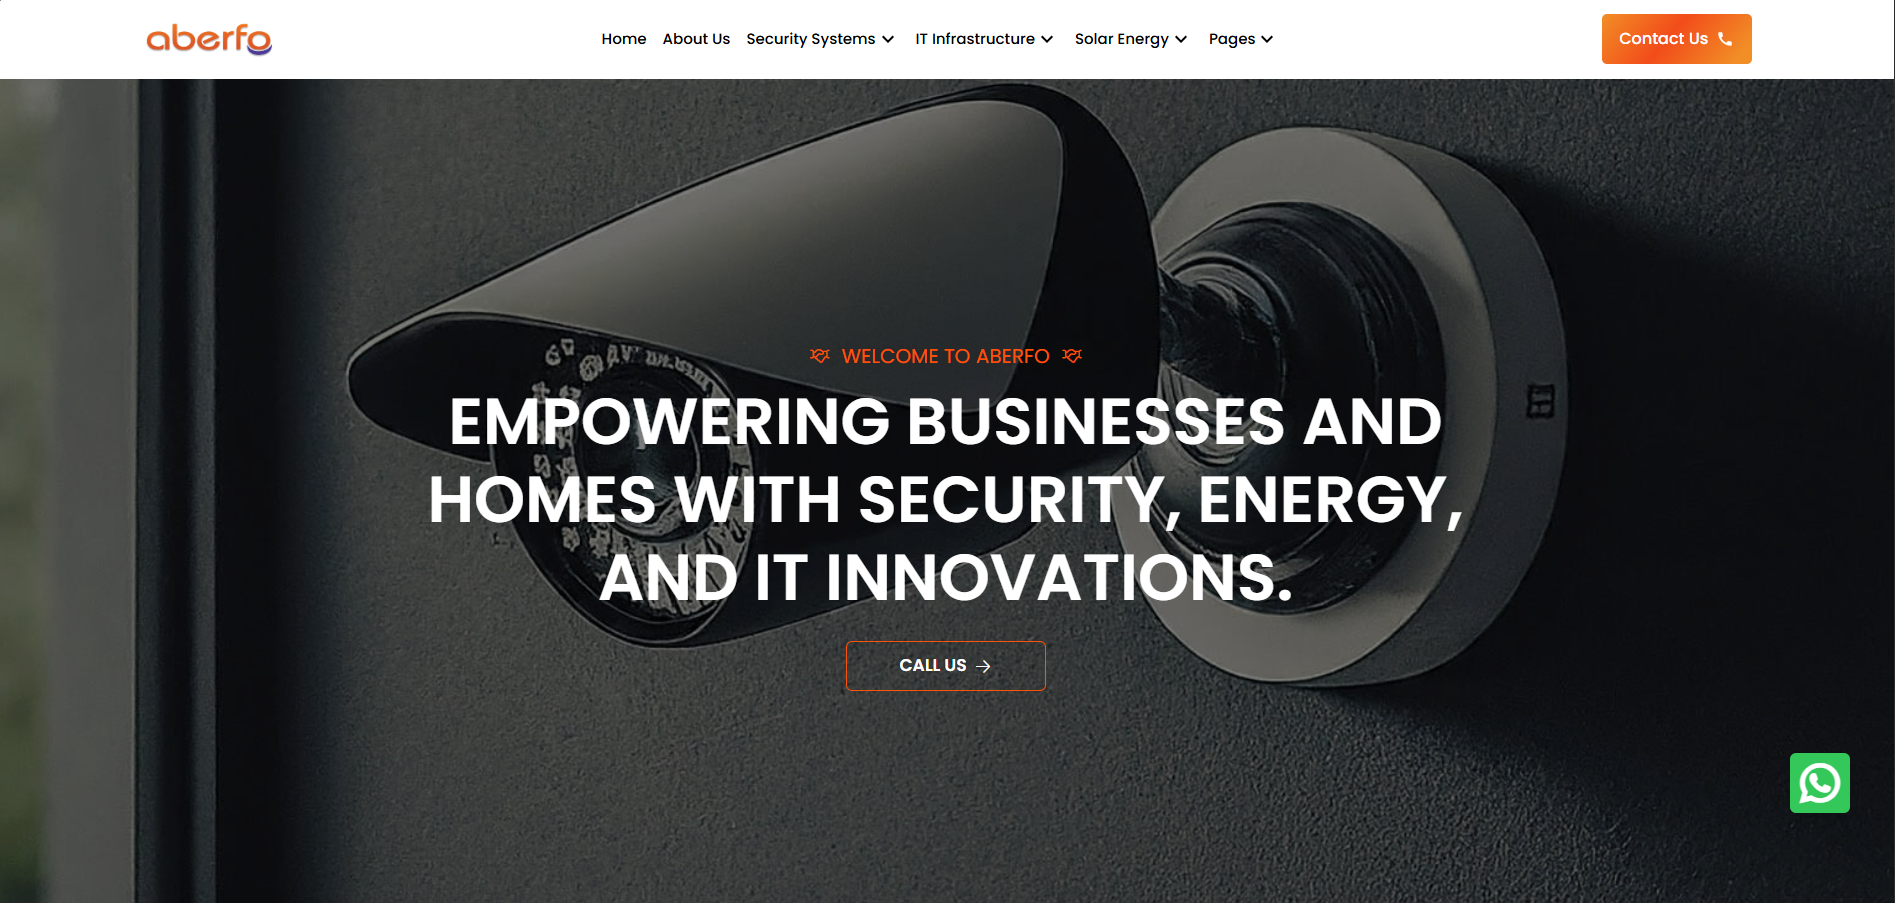 aberfo
Home About Us Security Systems IT Infrastructure Solar Energy Pages
Contact Us
WELCOME TO ABERFO
EMPOWERING BUSINESSES AND
HOMES WITH SECURITY, ENERGY,
AND IT INNOVATIONS.
CALL US